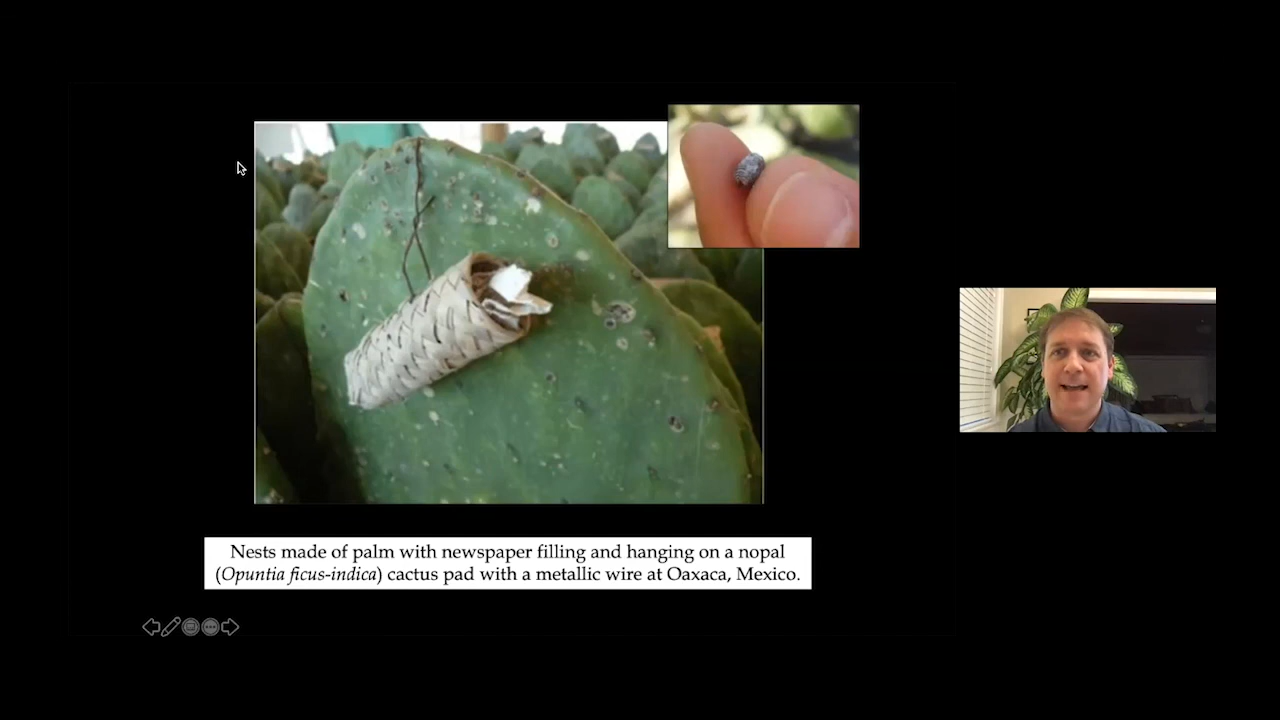 Nests made of palm with newspaper filling and hanging on a nopal
(Opuntia ficus-indica) cactus pad with a metallic wire at Oaxaca, Mexico.